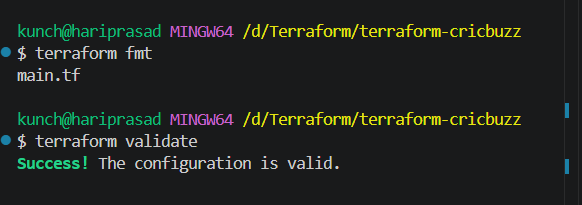 kunch@hariprasad MINGW64 /d/Terraform/terraform-cricbuzz
$ terraform fmt
main.tf
kunch@hariprasad MINGW64 /d/Terraform/terraform-cricbuzz
$ terraform validate
Success! The configuration is valid.